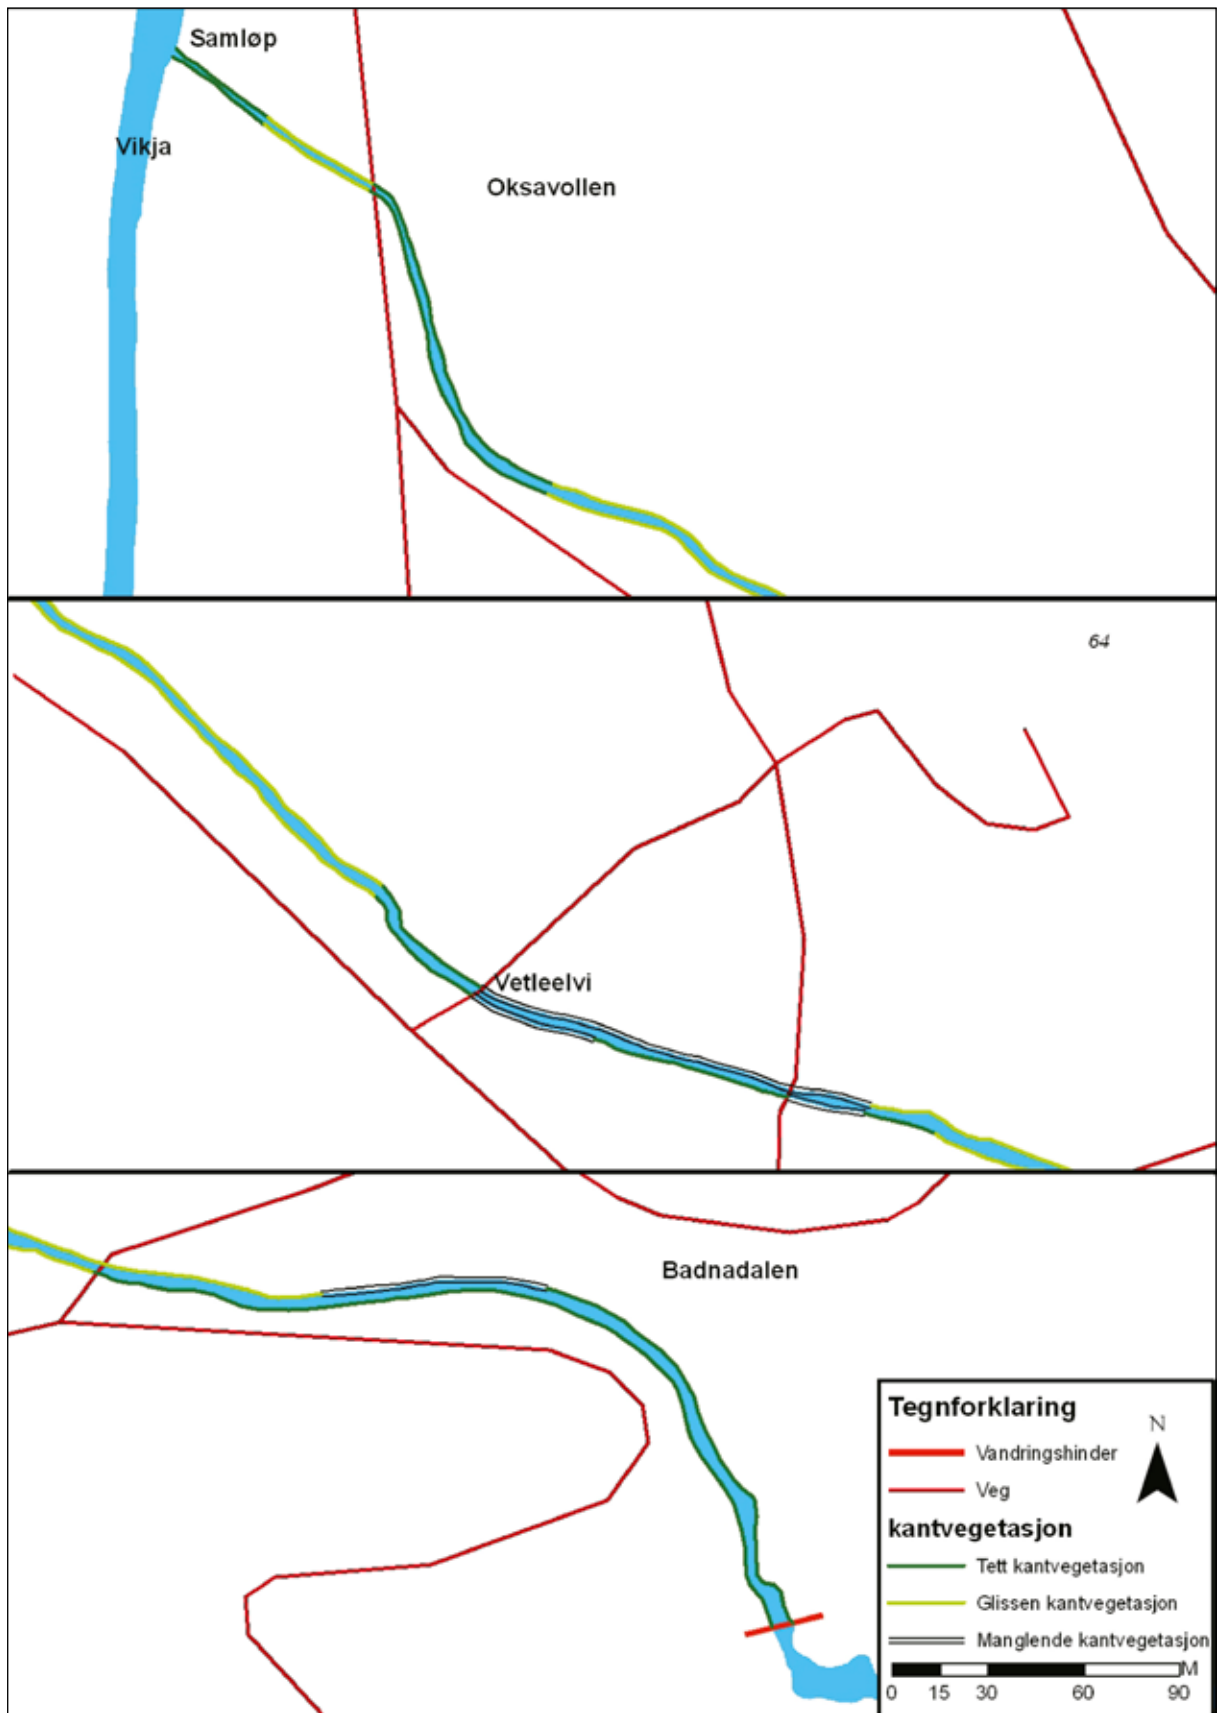 Samløp
Vikja
Oksavollen
64
Vetleelvi
Badnadalen
Tegnforklaring
N
Vandringshinder
Veg
kantvegetasjon
Tett kantvegetasjon
Glissen kantvegetasjon
Manglende kantvegetasjon
M
0 15 30 60 90